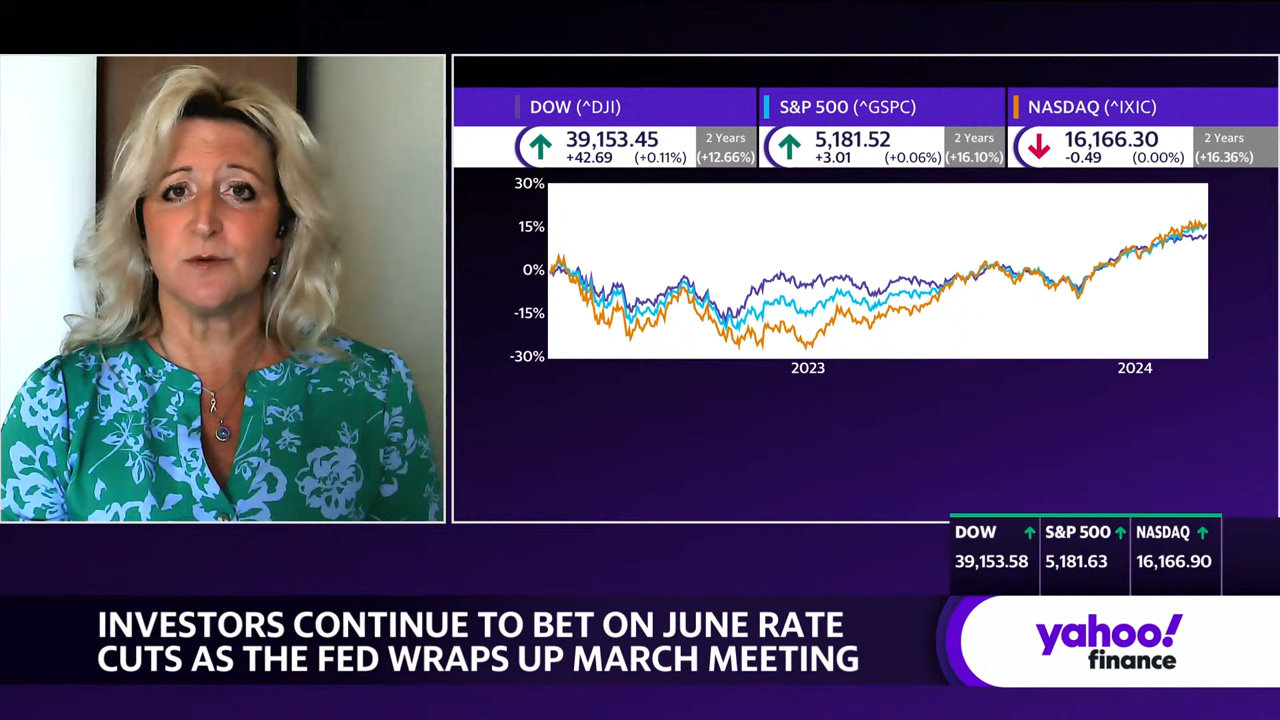 DOW (^DJI)
39,153.45
+42.69 (+0.11%)
2 Years
(+12.66%)
S&P 500 (^GSPC)
5,181.52
+3.01 (+0.06%)
2 Years
(+16.10%)
NASDAQ (^IXIC)
16,166.30
-0.49 (0.00%)
2 Years
(+16.36%)
30%
15%
0%
-15%
-30%
2023 2024
DOW
39,153.58
S&P 500
5,181.63
NASDAQ
16,166.90
INVESTORS CONTINUE TO BET ON JUNE RATE
CUTS AS THE FED WRAPS UP MARCH MEETING
yahoo!
finance